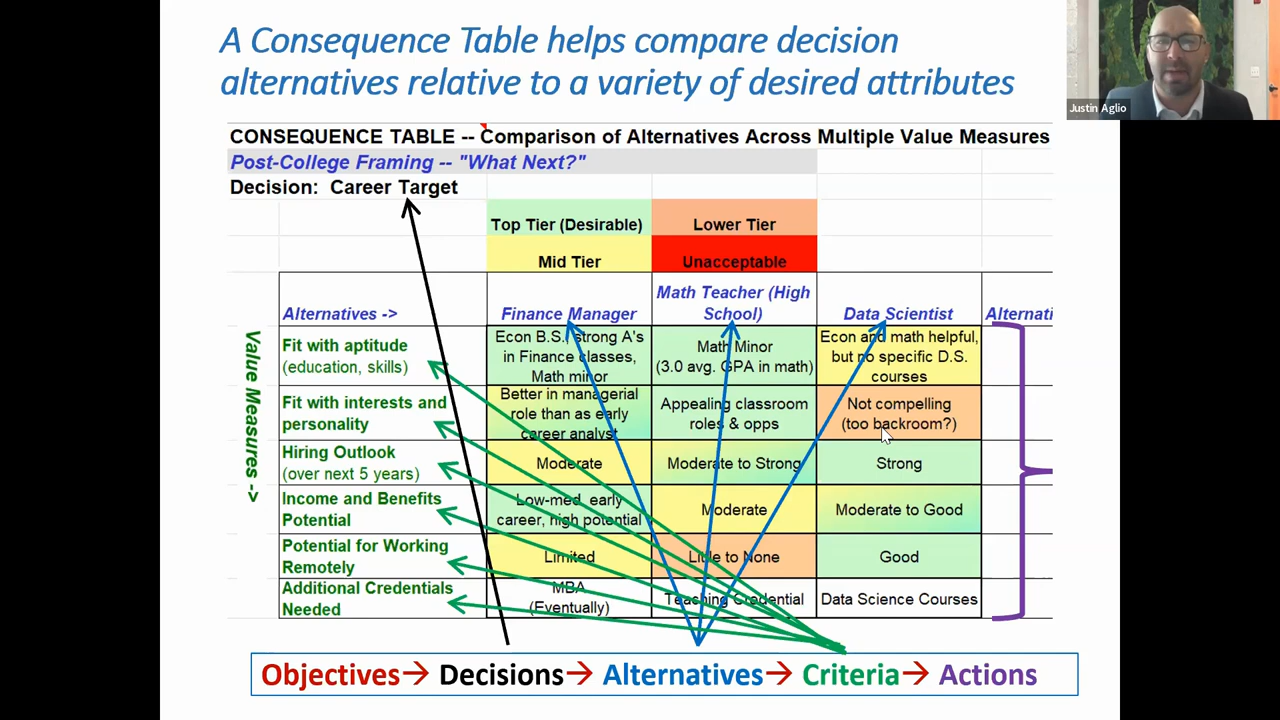 A Consequence Table helps compare decision
alternatives relative to a variety of desired attributes
Justin Aglio
CONSEQUENCE TABLE -- Comparison of Alternatives Across Multiple Value Measures
Post-College Framing -- "What Next?"
Decision: Career Target
Top Tier (Desirable)
Lower Tier
Mid Tier
Unacceptable
Alternatives ->
Finance Manager
Math Teacher (High
School)
Data Scientist
Alternati
Value Measures ->
Fit with aptitude
(education, skills)
Econ B.S., strong A's
in Finance classes,
Math minor
Math Minor
(3.0 avg. GPA in math)
Econ and math helpful,
but no specific D.S.
courses
Fit with interests and
personality
Better in managerial
role than as early
career analyst
Appealing classroom
roles & opps
Not compelling
(too backroom?)
Hiring Outlook
(over next 5 years)
Moderate
Moderate to Strong
Strong
Income and Benefits
Potential
Low-med early
career, high potential
Moderate
Moderate to Good
Potential for Working
Remotely
Limited
Little to None
Good
Additional Credentials
Needed
MBA
(Eventually)
Teaching Credential
Data Science Courses
Objectives→ Decisions→ Alternatives→ Criteria→ Actions